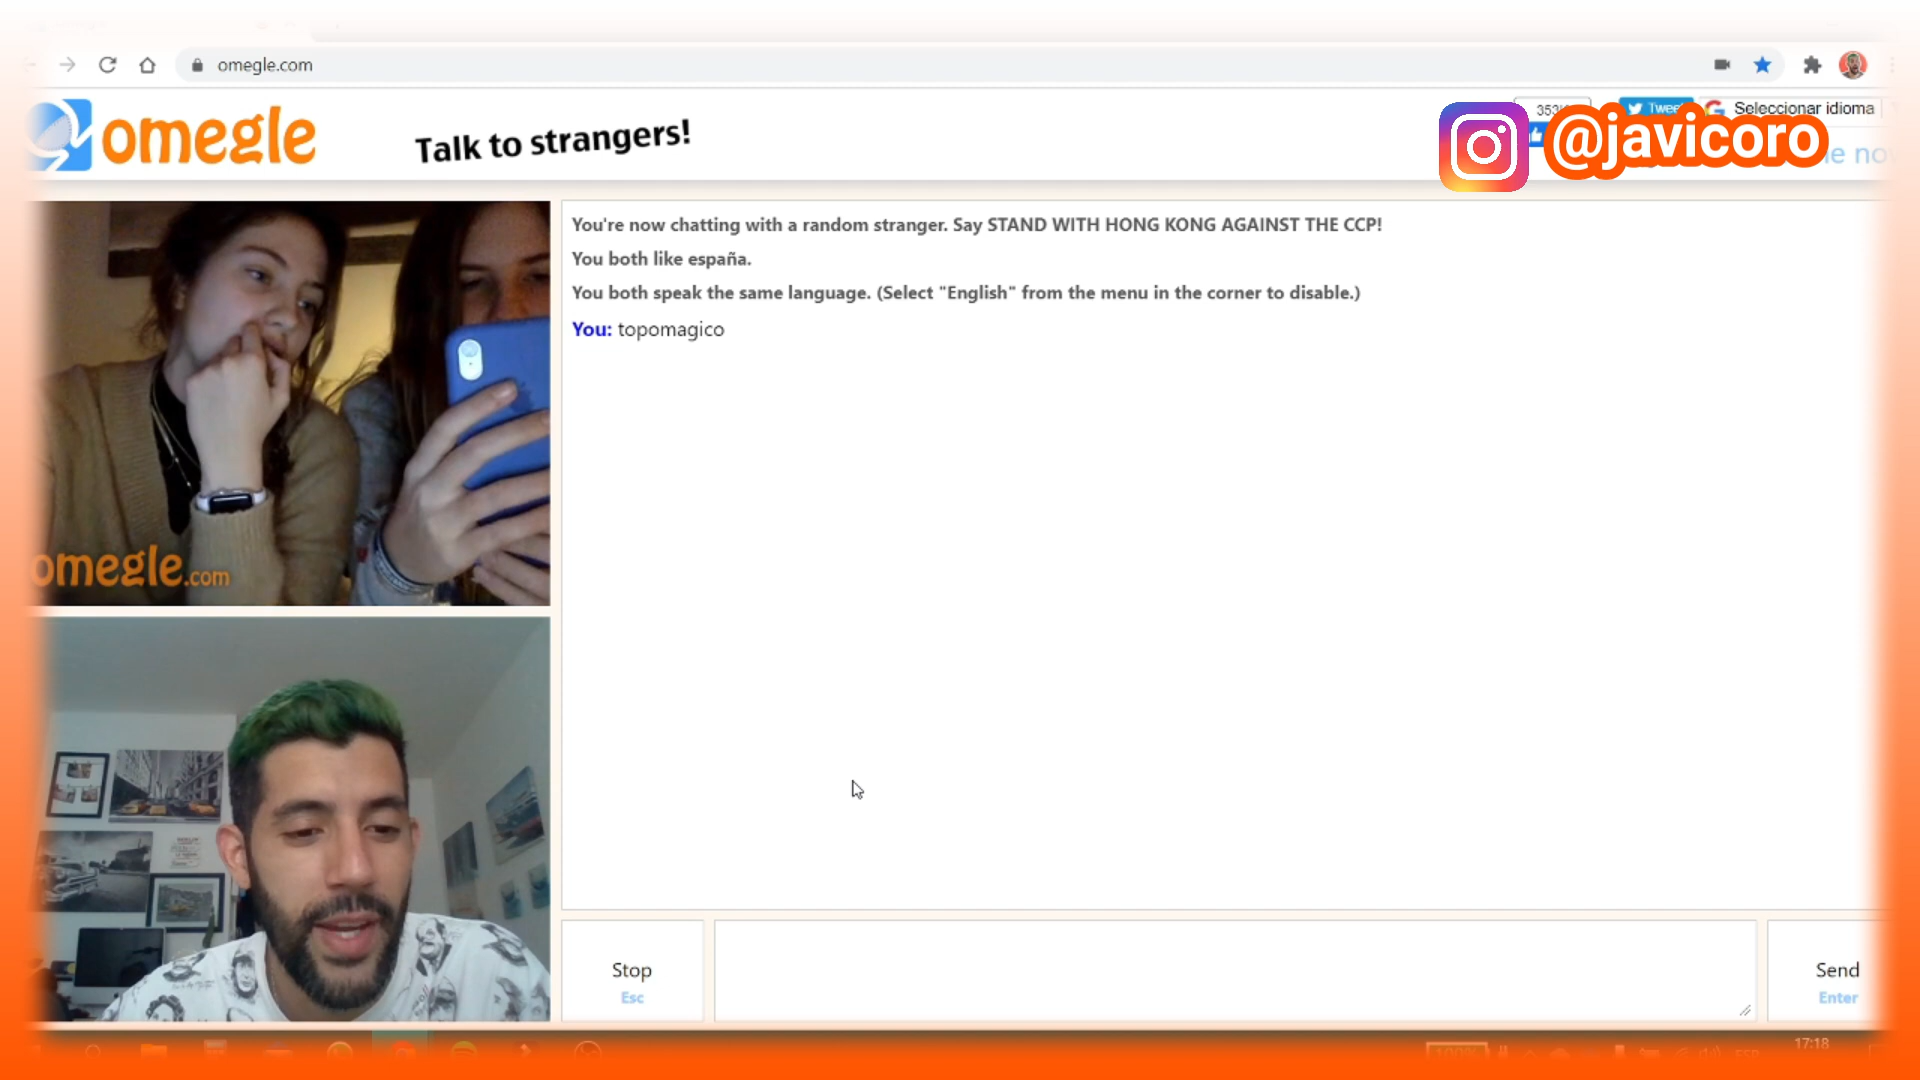 omegle.com
omegle
Talk to strangers!
Tweet
Seleccionar idioma
@javicoro
You're now chatting with a random stranger. Say STAND WITH HONG KONG AGAINST THE CCP!
You both like españa.
You both speak the same language. (Select "English" from the menu in the corner to disable.)
You: topomagico
omegle.com
Stop
Esc
Send
Enter
17:18